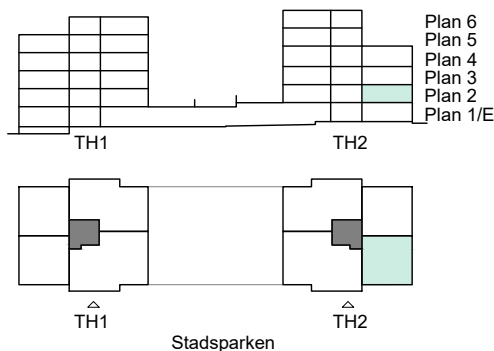 Plan 6
Plan 5
Plan 4
Plan 3
Plan 2
Plan 1/E
TH1 TH2
TH1 TH2
Stadsparken